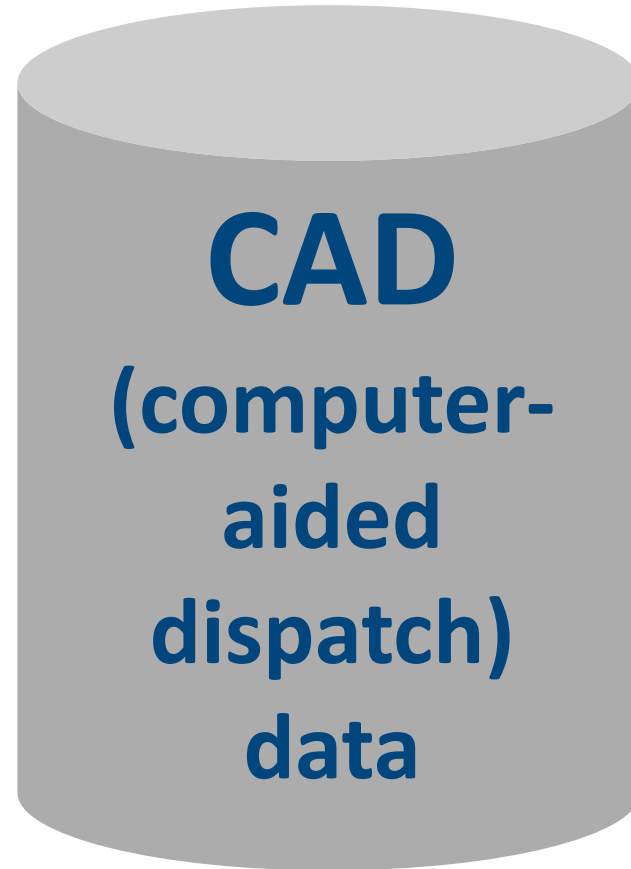 CAD
(computer-
aided
dispatch)
data